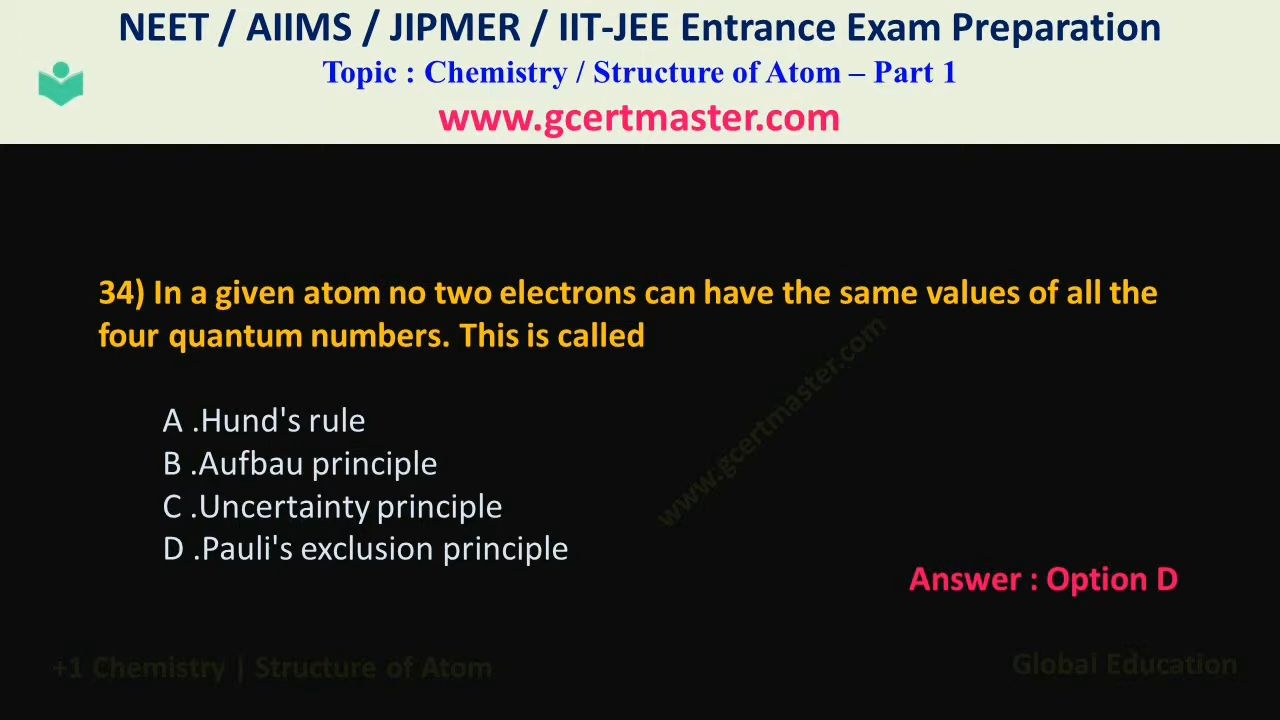 NEET / AIIMS / JIPMER / IIT-JEE Entrance Exam Preparation
Topic : Chemistry / Structure of Atom – Part 1
www.gcertmaster.com
34) In a given atom no two electrons can have the same values of all the
four quantum numbers. This is called
A .Hund's rule
B .Aufbau principle
C .Uncertainty principle
D .Pauli's exclusion principle
www.gcertmaster.com
Answer : Option D
+1 Chemistry | Structure of Atom
Global Education